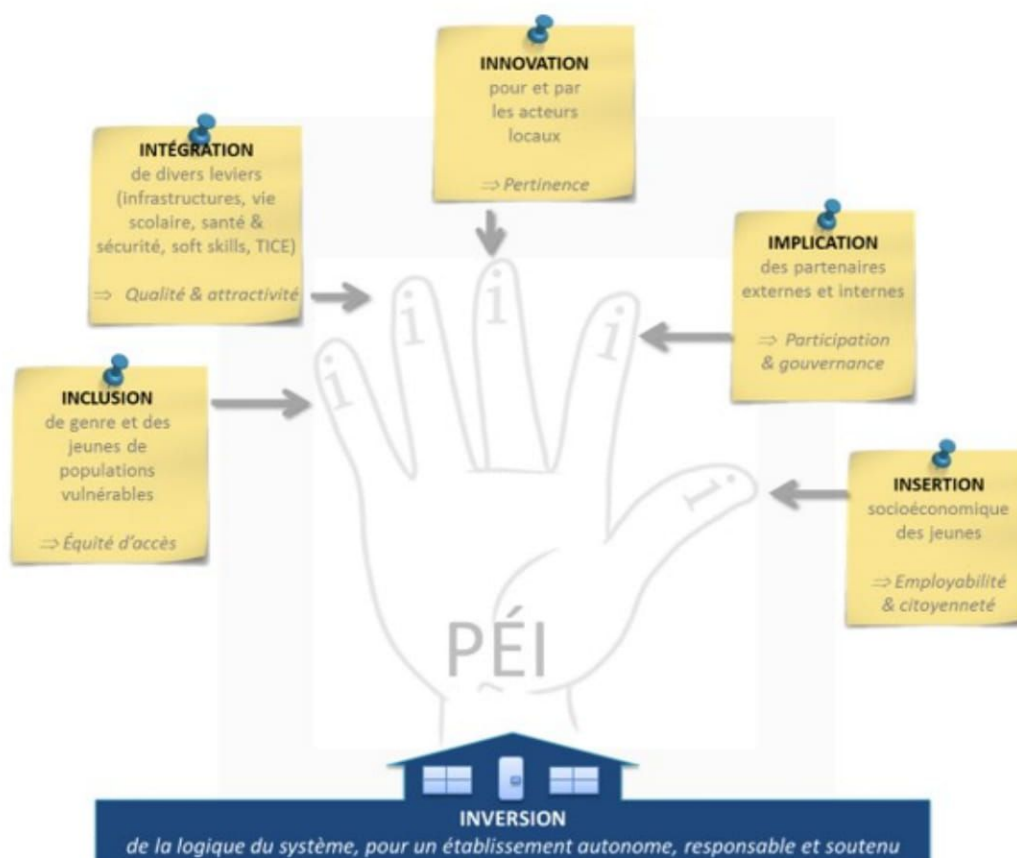 INNOVATION
pour et par
les acteurs
locaux
⇒ Pertinence
INTÉGRATION
de divers leviers
(infrastructures, vie
scolaire, santé &
sécurité, soft skills, TICE)
⇒ Qualité & attractivité
IMPLICATION
des partenaires
externes et internes
⇒ Participation
& gouvernance
INCLUSION
de genre et des
jeunes de
populations
vulnérables
⇒ Équité d'accès
INSERTION
socioéconomique
des jeunes
⇒ Employabilité
& citoyenneté
i
i
i
i
i
PÉI
INVERSION
de la logique du système, pour un établissement autonome, responsable et soutenu